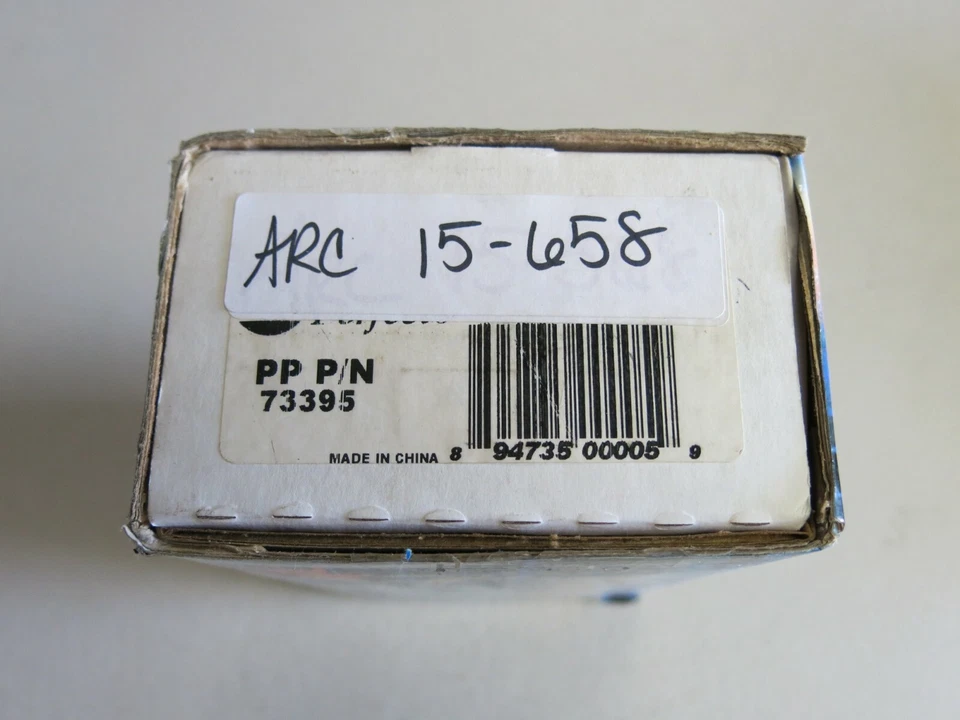 ARC 15-658
PP P/N
73395
MADE IN CHINA 8 94735 00005 9